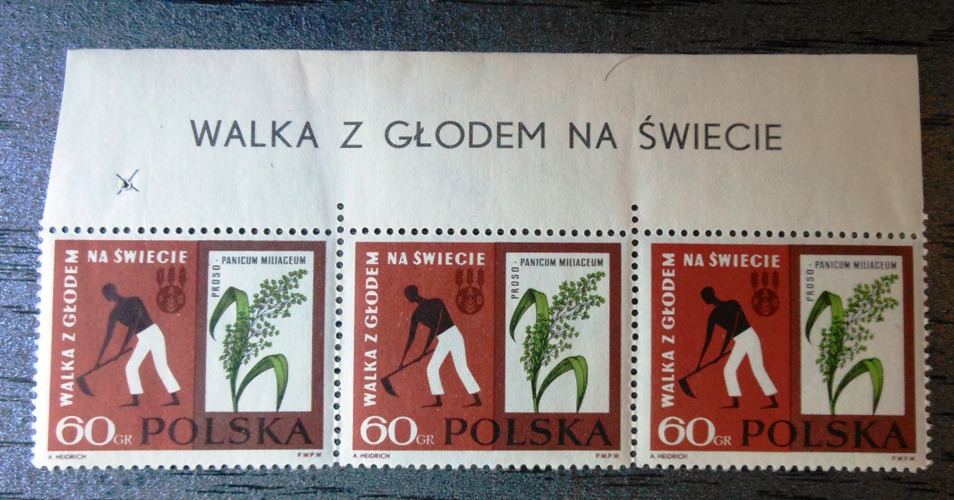 WALKA Z GŁODEM NA ŚWIECIE
WALKA Z GŁODEM NA ŚWIECIE
PROSO - PANICUM MILIACEUM
60 GR POLSKA
A. HEIDRICH P.W.P.W.
WALKA Z GŁODEM NA ŚWIECIE
PROSO - PANICUM MILIACEUM
60 GR POLSKA
A. HEIDRICH P.W.P.W.
WALKA Z GŁODEM NA ŚWIECIE
PROSO - PANICUM MILIACEUM
60 GR POLSKA
A. HEIDRICH P.W.P.W.